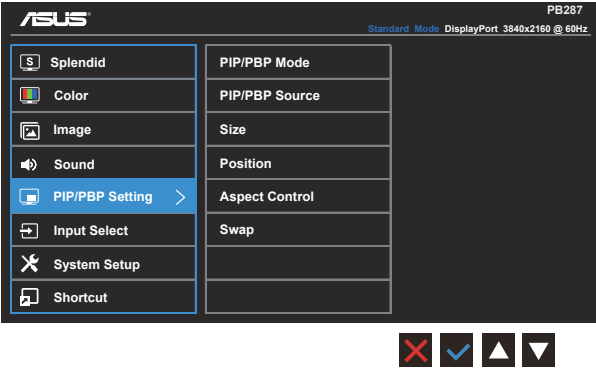 ASUS
PB287
Standard Mode DisplayPort 3840x2160 @ 60Hz
S Splendid
Color
Image
Sound
PIP/PBP Setting
Input Select
System Setup
Shortcut
PIP/PBP Mode
PIP/PBP Source
Size
Position
Aspect Control
Swap